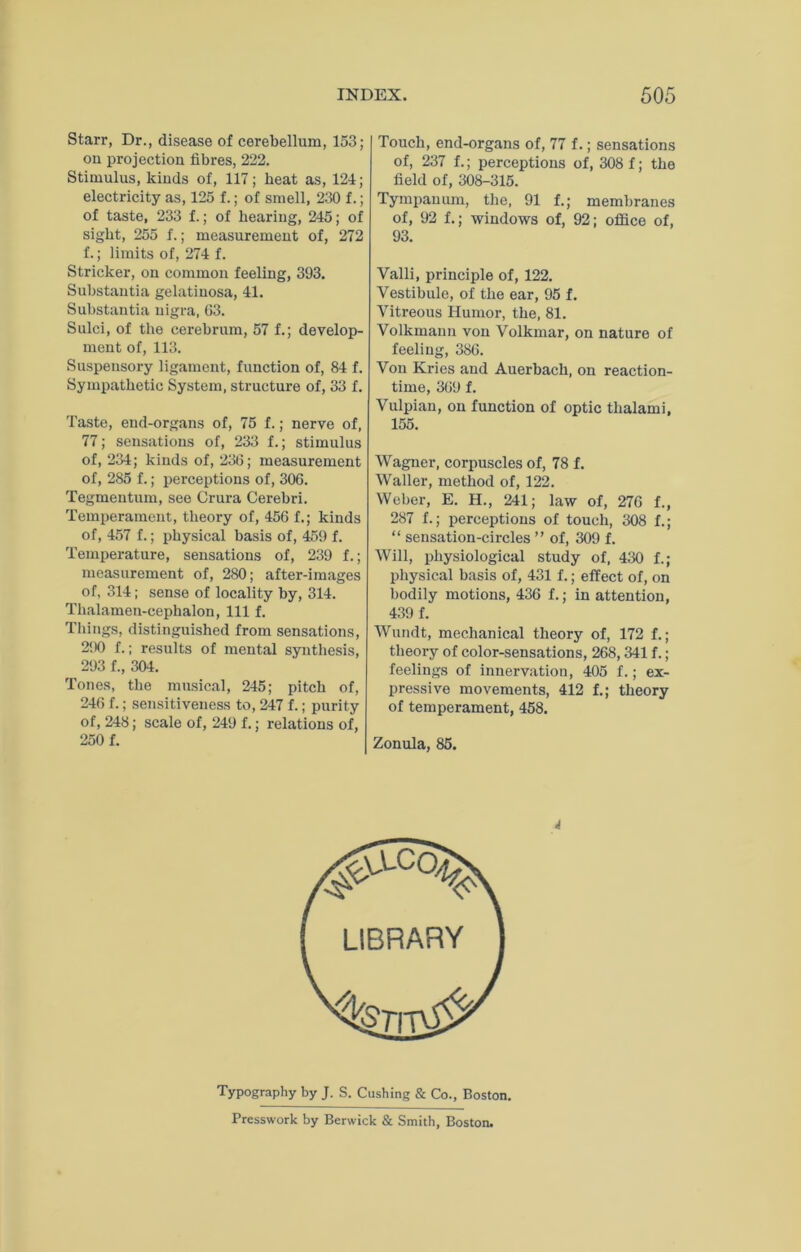 INDEX. 505
Starr, Dr., disease of cerebellum, 153;
on projection fibres, 222.
Stimulus, kinds of, 117; heat as, 124;
electricity as, 125 f.; of smell, 230 f.;
of taste, 233 f.; of hearing, 245; of
sight, 255 f.; measurement of, 272
f.; limits of, 274 f.
Stricker, on common feeling, 393.
Substantia gelatinosa, 41.
Substantia nigra, 63.
Sulci, of the cerebrum, 57 f.; develop-
ment of, 113.
Suspensory ligament, function of, 84 f.
Sympathetic System, structure of, 33 f.
Taste, end-organs of, 75 f.; nerve of,
77; sensations of, 233 f.; stimulus
of, 234; kinds of, 236; measurement
of, 285 f.; perceptions of, 306.
Tegmentum, see Crura Cerebri.
Temperament, theory of, 456 f.; kinds
of, 457 f.; physical basis of, 459 f.
Temperature, sensations of, 239 f.;
measurement of, 280; after-images
of, 314; sense of locality by, 314.
Thalamen-cephalon, 111 f.
Things, distinguished from sensations,
290 f.; results of mental synthesis,
293 f., 304.
Tones, the musical, 245; pitch of,
246 f.; sensitiveness to, 247 f.; purity
of, 248; scale of, 249 f.; relations of,
250 f.
Touch, end-organs of, 77 f.; sensations
of, 237 f.; perceptions of, 308 f; the
field of, 308-315.
Tympanum, the, 91 f.; membranes
of, 92 f.; windows of, 92; office of,
93.
Valli, principle of, 122.
Vestibule, of the ear, 95 f.
Vitreous Humor, the, 81.
Volkmann von Volkmar, on nature of
feeling, 386.
Von Kries and Auerbach, on reaction-
time, 369 f.
Vulpian, on function of optic thalami,
155.
Wagner, corpuscles of, 78 f.
Waller, method of, 122.
Weber, E. H., 241; law of, 276 f.,
287 f.; perceptions of touch, 308 f.;
“sensation-circles” of, 309 f.
Will, physiological study of, 430 f.;
physical basis of, 431 f.; effect of, on
bodily motions, 436 f.; in attention,
439 f.
Wundt, mechanical theory of, 172 f.;
theory of color-sensations, 268, 341 f.;
feelings of innervation, 405 f.; ex-
pressive movements, 412 f.; theory
of temperament, 458.
Zonula, 85.
WELLCOME
LIBRARY
INSTITUTE
Typography by J. S. Cushing & Co., Boston.
Presswork by Berwick & Smith, Boston.